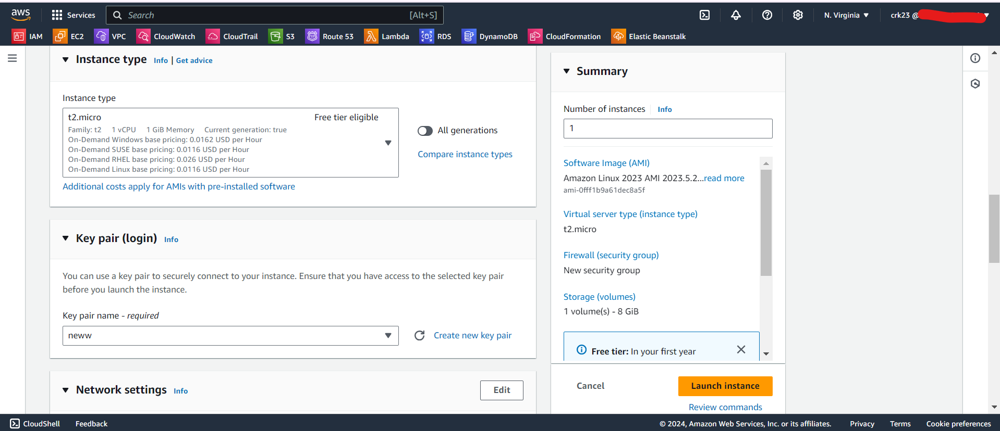 aws
Services
Search [Alt+S]
N. Virginia
crk23 @
IAM EC2 VPC CloudWatch CloudTrail S3 Route 53 Lambda RDS DynamoDB CloudFormation Elastic Beanstalk
Instance type Info | Get advice
Instance type
t2.micro Free tier eligible
Family: t2 1 vCPU 1 GiB Memory Current generation: true
On-Demand Windows base pricing: 0.0162 USD per Hour
On-Demand SUSE base pricing: 0.0116 USD per Hour
On-Demand RHEL base pricing: 0.026 USD per Hour
On-Demand Linux base pricing: 0.0116 USD per Hour
All generations
Compare instance types
Additional costs apply for AMIs with pre-installed software
Key pair (login) Info
You can use a key pair to securely connect to your instance. Ensure that you have access to the selected key pair
before you launch the instance.
Key pair name - required
neww
Create new key pair
Network settings Info
Edit
Summary
Number of instances Info
1
Software Image (AMI)
Amazon Linux 2023 AMI 2023.5.2...read more
ami-0fff1b9a61dec8a5f
Virtual server type (instance type)
t2.micro
Firewall (security group)
New security group
Storage (volumes)
1 volume(s) - 8 GiB
Free tier: In your first year
Cancel
Launch instance
Review commands
CloudShell Feedback
© 2024, Amazon Web Services, Inc. or its affiliates. Privacy Terms Cookie preferences